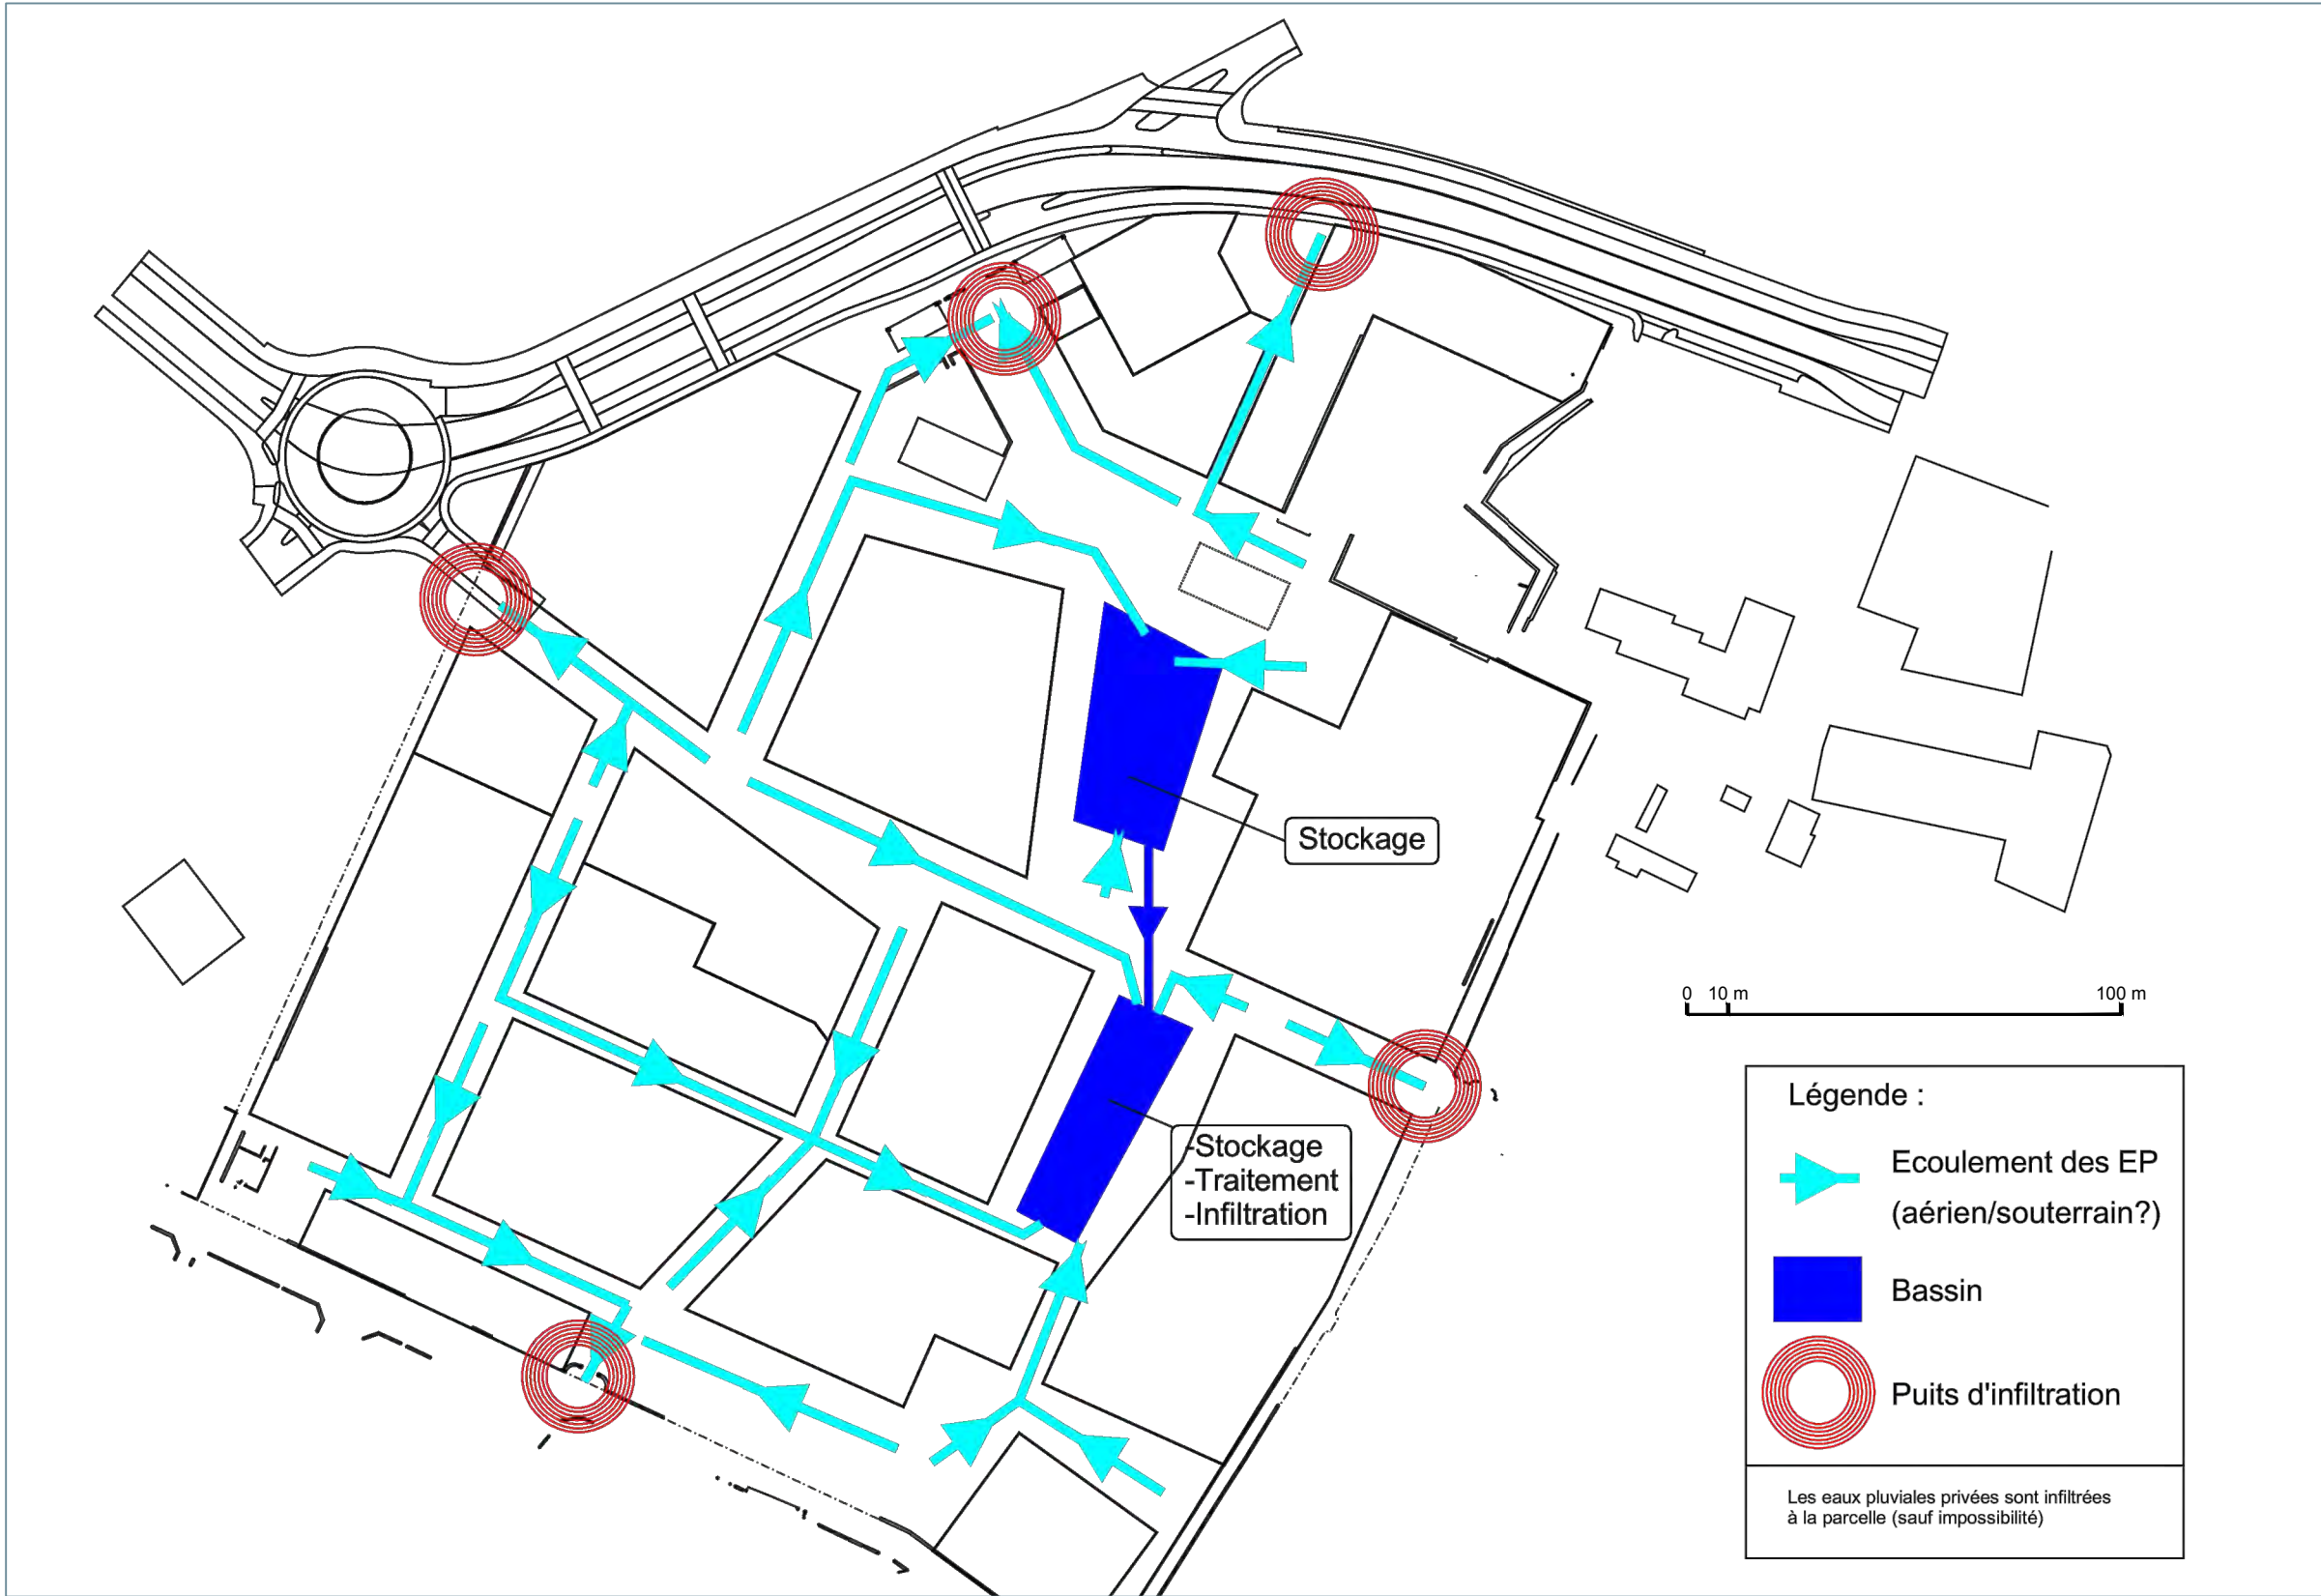 Stockage
0 10 m 100 m
-Stockage
-Traitement
-Infiltration
Légende :
Ecoulement des EP
(aérien/souterrain?)
Bassin
Puits d'infiltration
Les eaux pluviales privées sont infiltrées
à la parcelle (sauf impossibilité)